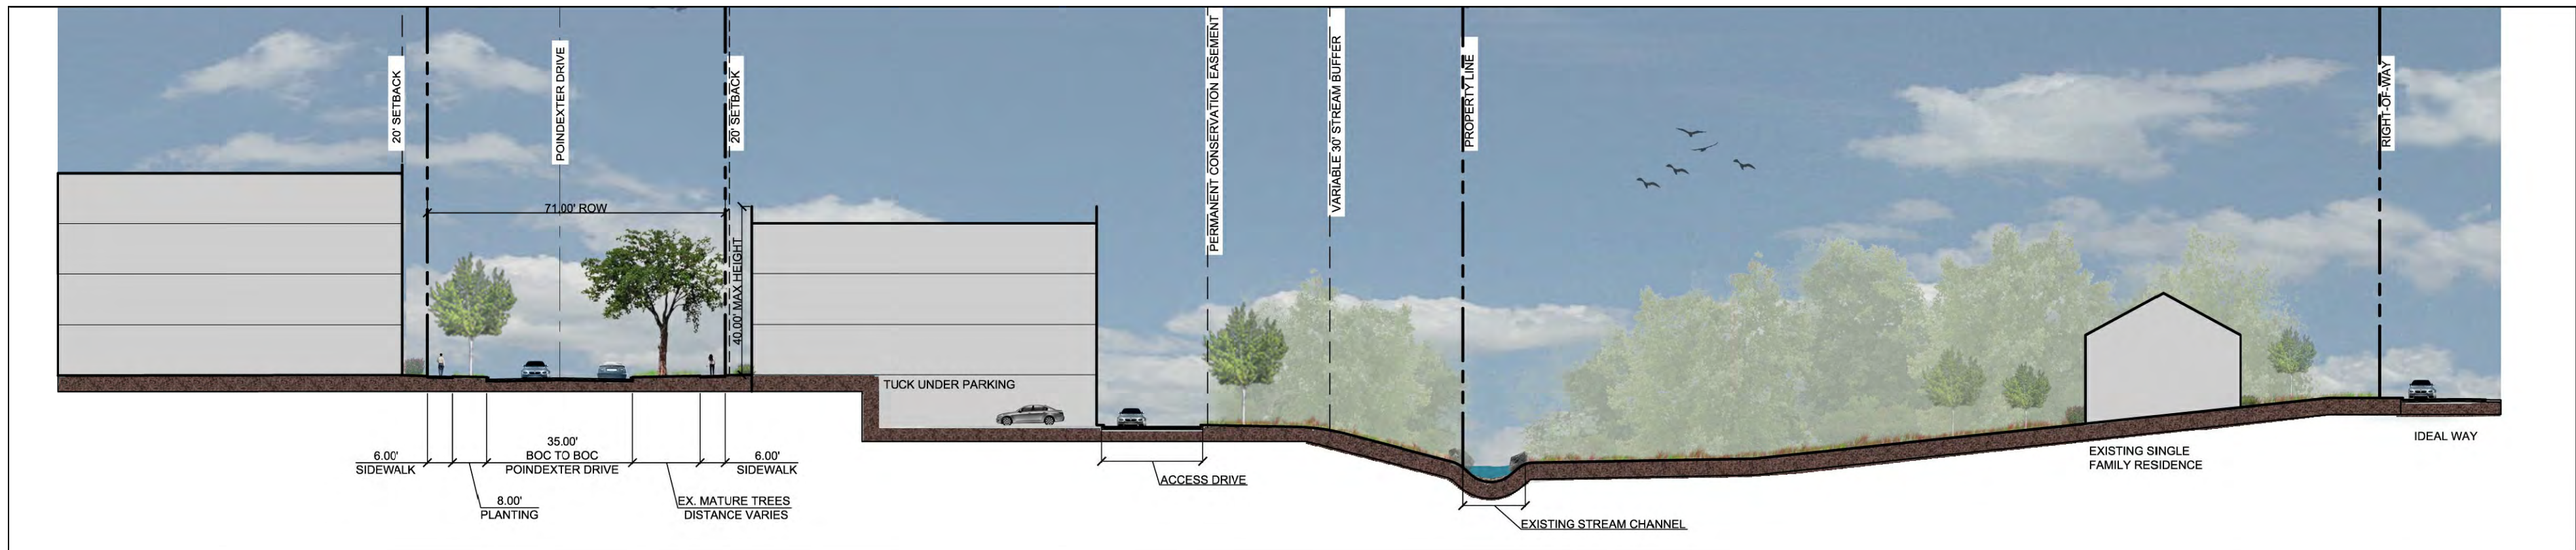 20' SETBACK
POINDEXTER DRIVE
20' SETBACK
PERMANENT CONSERVATION EASEMENT
VARIABLE 30' STREAM BUFFER
PROPERTY LINE
RIGHT-OF-WAY
71.00' ROW
40.00' MAX HEIGHT
TUCK UNDER PARKING
6.00'
SIDEWALK
8.00'
PLANTING
35.00'
BOC TO BOC
POINDEXTER DRIVE
EX. MATURE TREES
DISTANCE VARIES
6.00'
SIDEWALK
ACCESS DRIVE
EXISTING STREAM CHANNEL
EXISTING SINGLE
FAMILY RESIDENCE
IDEAL WAY